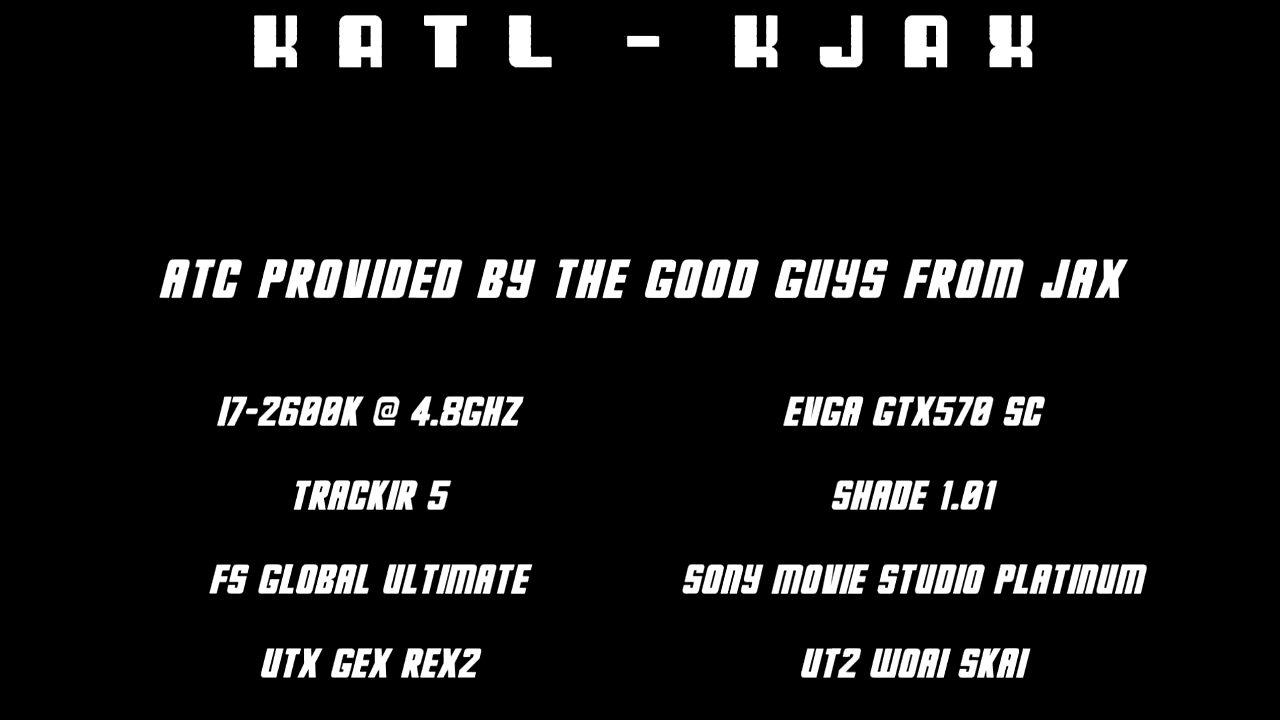 KATL - KJAX
ATC PROVIDED BY THE GOOD GUYS FROM JAX
I7-2600K @ 4.8GHZ
EVGA GTX570 SC
TRACKIR 5
SHADE 1.01
FS GLOBAL ULTIMATE
SONY MOVIE STUDIO PLATINUM
UTX GEX REX2
UT2 WOAI SKAI